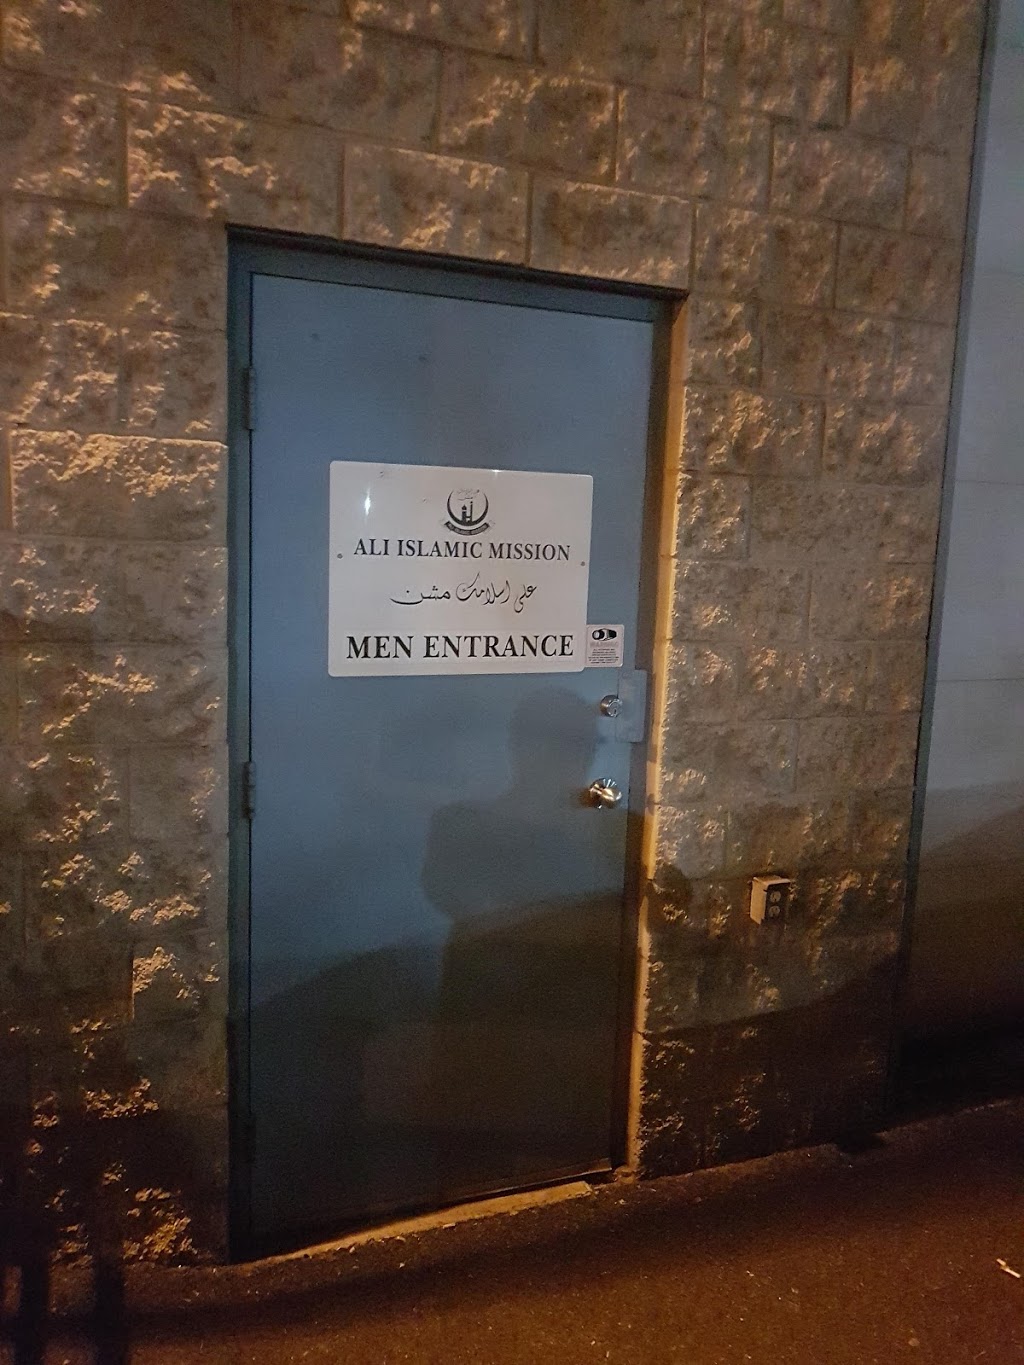 ALI ISLAMIC MISSION
علی اسلامک مشن
MEN ENTRANCE